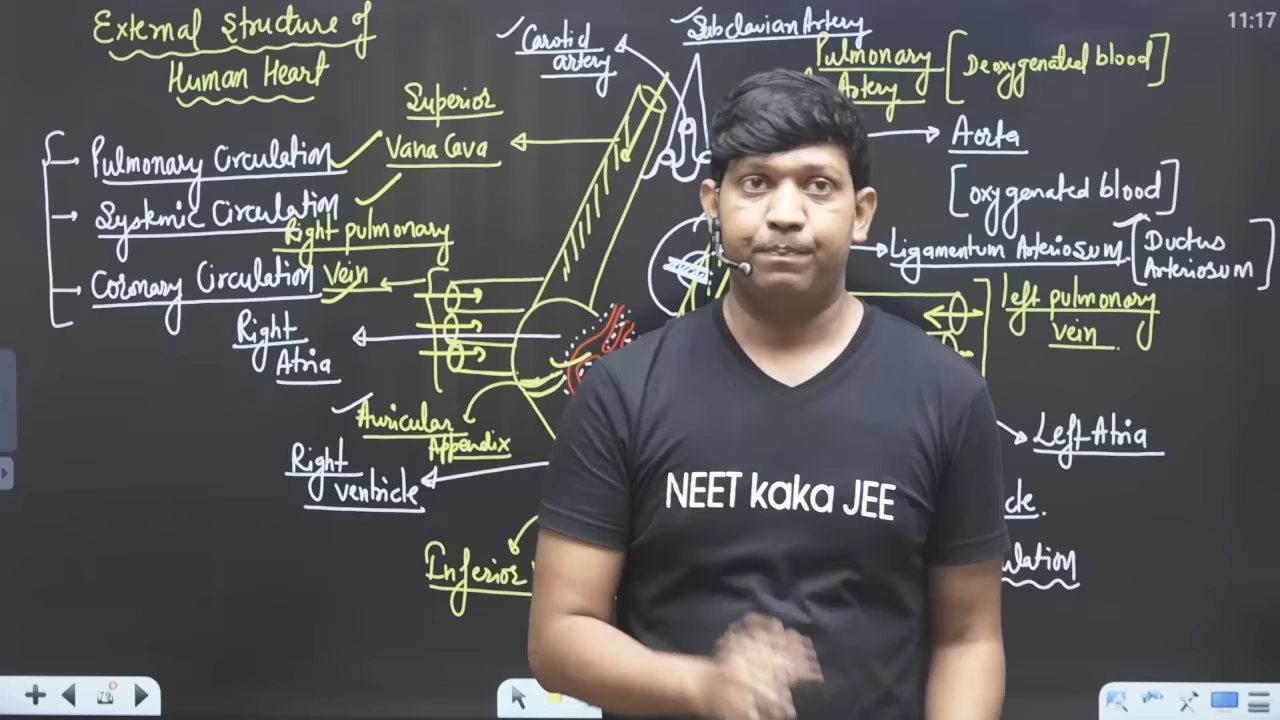 External Structure of
Human Heart
Pulmonary Circulation
Systemic Circulation
Coronary Circulation
Superior
Vana Cava
Carotid
artery
Subclavian Artery
Pulmonary
Artery
[Deoxygenated blood]
Aorta
[oxygenated blood]
Ligamentum Arteriosum
[Ductus
Arteriosum]
Right pulmonary
vein
Left pulmonary
vein
Right
Atria
Auricular
Appendix
Left Atria
Right
ventricle
cle.
Inferior
ulation
NEET kaka JEE
11:17